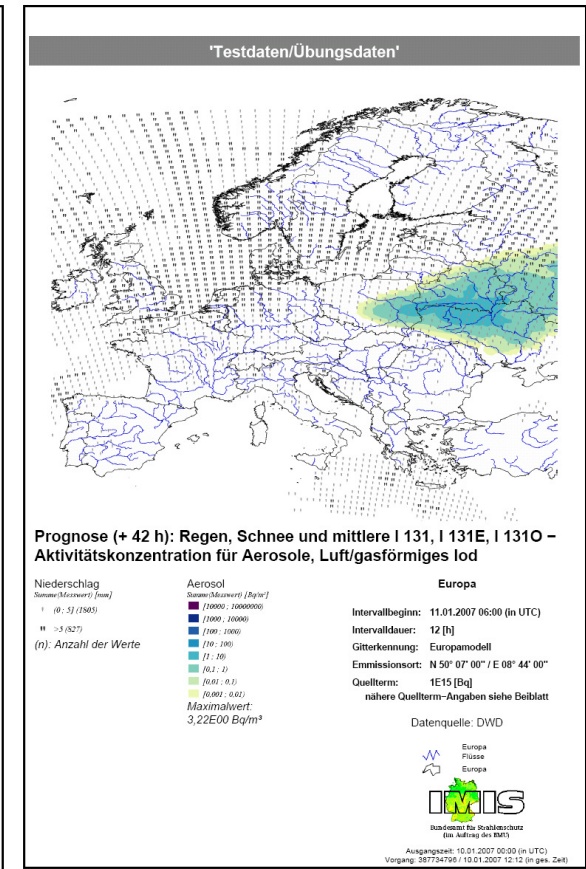 'Testdaten/Übungsdaten'
Prognose (+ 42 h): Regen, Schnee und mittlere I 131, I 131E, I 131O −
Aktivitätskonzentration für Aerosole, Luft/gasförmiges Iod
Niederschlag
Summe(Messwert) [mm]
(0 ; 5] (1805)
>5 (827)
(n): Anzahl der Werte
Aerosol
Summe(Messwert) [Bq/m³]
[10000 ; 10000000)
[1000 ; 10000)
[100 ; 1000)
[10 ; 100)
[1 ; 10)
[0,1 ; 1)
[0,01 ; 0,1)
[0,001 ; 0,01)
Maximalwert:
3,22E00 Bq/m³
Europa
Intervallbeginn: 11.01.2007 06:00 (in UTC)
Intervalldauer: 12 [h]
Gitterkennung: Europamodell
Emmissionsort: N 50° 07' 00" / E 08° 44' 00"
Quellterm: 1E15 [Bq]
nähere Quellterm−Angaben siehe Beiblatt
Datenquelle: DWD
Europa
Flüsse
Europa
IMIS
Bundesamt für Strahlenschutz
(im Auftrag des BMU)
Ausgangszeit: 10.01.2007 00:00 (in UTC)
Vorgang: 387734796 / 10.01.2007 12:12 (in ges. Zeit)